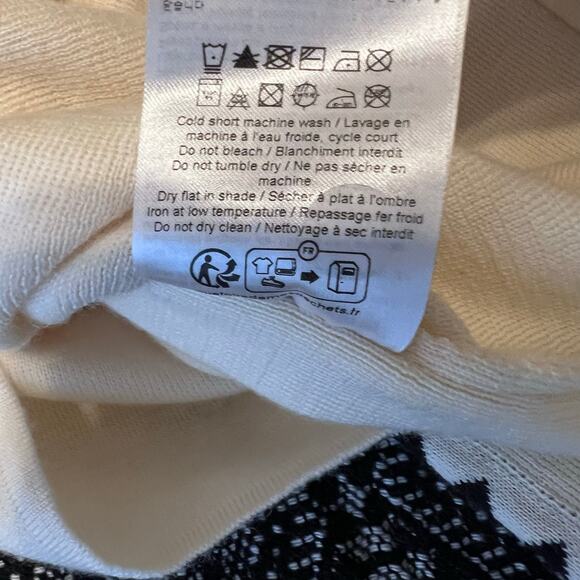 Cold short machine wash / Lavage en
machine à l'eau froide, cycle court
Do not bleach / Blanchiment interdit
Do not tumble dry / Ne pas sécher en
machine
Dry flat in shade / Sécher à plat à l'ombre
Iron at low temperature / Repassage fer froid
Do not dry clean / Nettoyage à sec interdit
FR